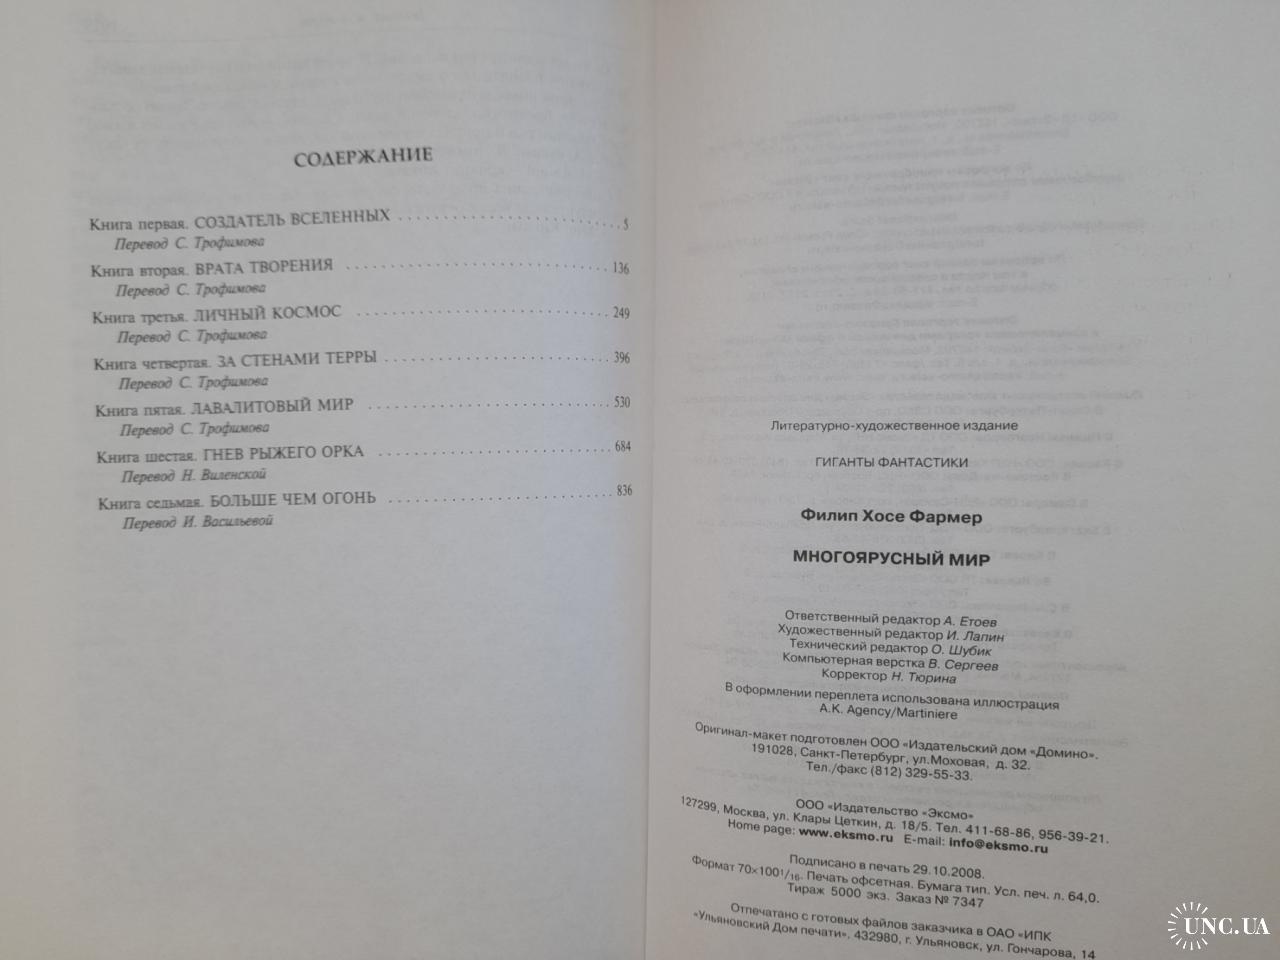 СОДЕРЖАНИЕ
Книга первая. СОЗДАТЕЛЬ ВСЕЛЕННЫХ . . . . . . . . . . . . . . . . . . . . . . . 5
Перевод С. Трофимова
Книга вторая. ВРАТА ТВОРЕНИЯ . . . . . . . . . . . . . . . . . . . . . . . . . . 136
Перевод С. Трофимова
Книга третья. ЛИЧНЫЙ КОСМОС . . . . . . . . . . . . . . . . . . . . . . . . . 249
Перевод С. Трофимова
Книга четвертая. ЗА СТЕНАМИ ТЕРРЫ . . . . . . . . . . . . . . . . . . . . . . 396
Перевод С. Трофимова
Книга пятая. ЛАВАЛИТОВЫЙ МИР . . . . . . . . . . . . . . . . . . . . . . . . 530
Перевод С. Трофимова
Книга шестая. ГНЕВ РЫЖЕГО ОРКА . . . . . . . . . . . . . . . . . . . . . . . 684
Перевод Н. Виленской
Книга седьмая. БОЛЬШЕ ЧЕМ ОГОНЬ . . . . . . . . . . . . . . . . . . . . . . 836
Перевод И. Васильевой
Литературно-художественное издание
ГИГАНТЫ ФАНТАСТИКИ
Филип Хосе Фармер
МНОГОЯРУСНЫЙ МИР
Ответственный редактор А. Етоев
Художественный редактор И. Лапин
Технический редактор О. Шубик
Компьютерная верстка В. Сергеев
Корректор Н. Тюрина
В оформлении переплета использована иллюстрация
A.K. Agency/Martiniere
Оригинал-макет подготовлен ООО «Издательский дом «Домино».
191028, Санкт-Петербург, ул.Моховая, д. 32.
Тел./факс (812) 329-55-33.
ООО «Издательство «Эксмо»
127299, Москва, ул. Клары Цеткин, д. 18/5. Тел. 411-68-86, 956-39-21.
Home page: www.eksmo.ru E-mail: info@eksmo.ru
Подписано в печать 29.10.2008.
Формат 70×100 1/16. Печать офсетная. Бумага тип. Усл. печ. л. 64,0.
Тираж 5000 экз. Заказ № 7347
Отпечатано с готовых файлов заказчика в ОАО «ИПК
«Ульяновский Дом печати». 432980, г. Ульяновск, ул. Гончарова, 14
UNC.UA